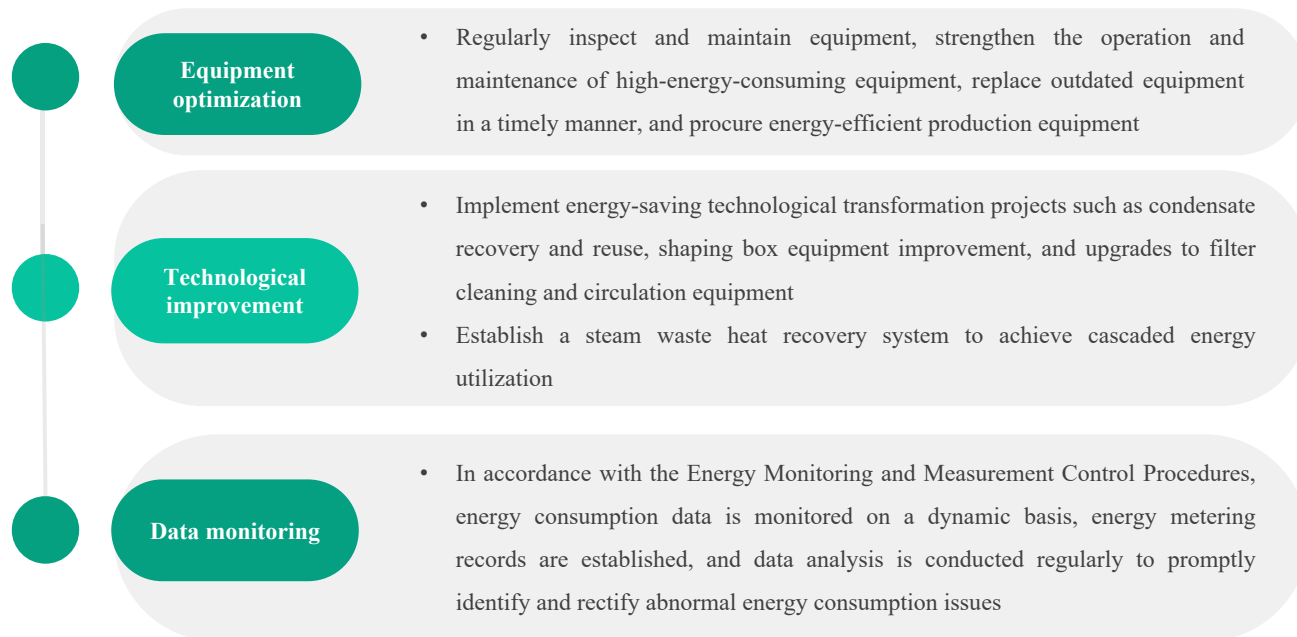 Equipment
optimization
• Regularly inspect and maintain equipment, strengthen the operation and
maintenance of high-energy-consuming equipment, replace outdated equipment
in a timely manner, and procure energy-efficient production equipment
Technological
improvement
• Implement energy-saving technological transformation projects such as condensate
recovery and reuse, shaping box equipment improvement, and upgrades to filter
cleaning and circulation equipment
• Establish a steam waste heat recovery system to achieve cascaded energy
utilization
Data monitoring
• In accordance with the Energy Monitoring and Measurement Control Procedures,
energy consumption data is monitored on a dynamic basis, energy metering
records are established, and data analysis is conducted regularly to promptly
identify and rectify abnormal energy consumption issues